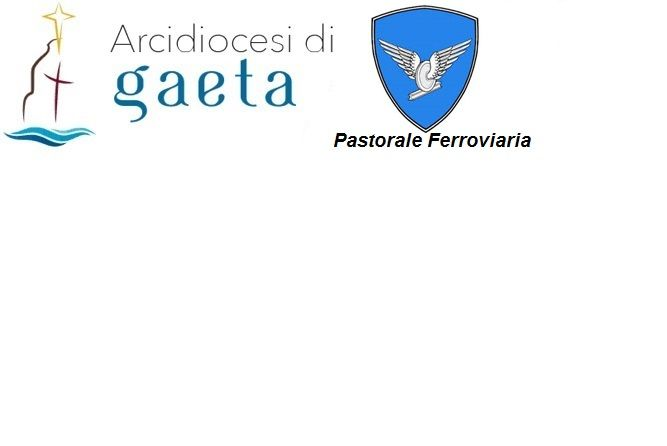 Arcidiocesi di
gaeta
Pastorale Ferroviaria